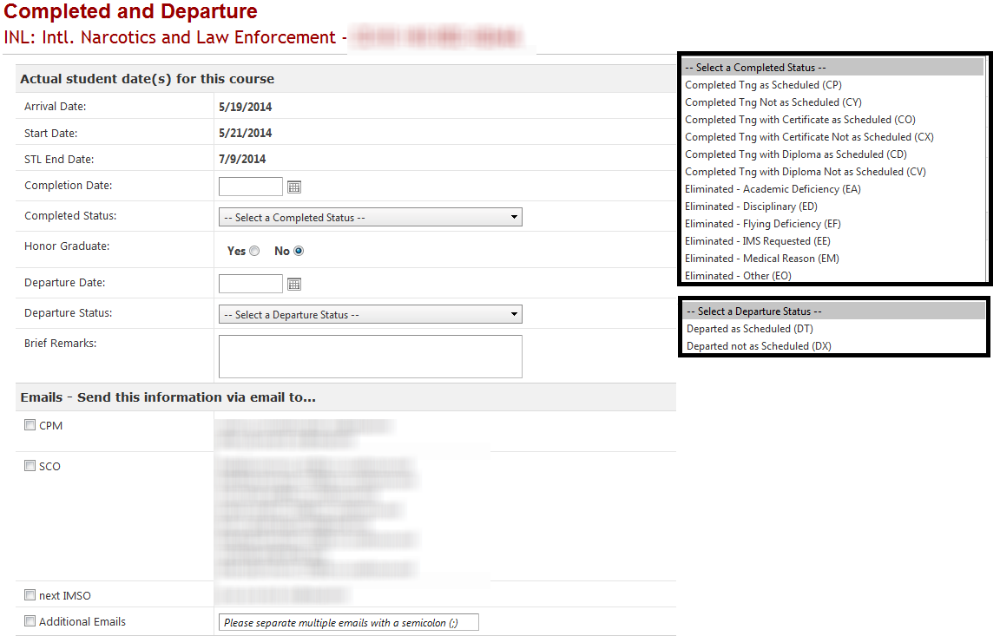 Completed and Departure
INL: Intl. Narcotics and Law Enforcement -
Actual student date(s) for this course
Arrival Date: 5/19/2014
Start Date: 5/21/2014
STL End Date: 7/9/2014
Completion Date:
Completed Status: -- Select a Completed Status --
Honor Graduate: Yes No
Departure Date:
Departure Status: -- Select a Departure Status --
Brief Remarks:
Emails - Send this information via email to...
CPM
SCO
next IMSO
Additional Emails Please separate multiple emails with a semicolon (;)
-- Select a Completed Status --
Completed Tng as Scheduled (CP)
Completed Tng Not as Scheduled (CY)
Completed Tng with Certificate as Scheduled (CO)
Completed Tng with Certificate Not as Scheduled (CX)
Completed Tng with Diploma as Scheduled (CD)
Completed Tng with Diploma Not as Scheduled (CV)
Eliminated - Academic Deficiency (EA)
Eliminated - Disciplinary (ED)
Eliminated - Flying Deficiency (EF)
Eliminated - IMS Requested (EE)
Eliminated - Medical Reason (EM)
Eliminated - Other (EO)
-- Select a Departure Status --
Departed as Scheduled (DT)
Departed not as Scheduled (DX)